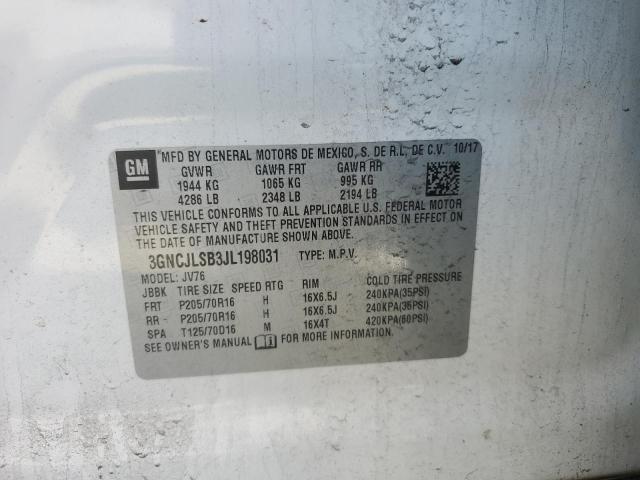 GM
MFD BY GENERAL MOTORS DE MEXICO, S. DE R.L. DE C.V. 10/17
GVWR GAWR FRT GAWR RR
1944 KG 1065 KG 995 KG
4286 LB 2348 LB 2194 LB
THIS VEHICLE CONFORMS TO ALL APPLICABLE U.S. FEDERAL MOTOR
VEHICLE SAFETY AND THEFT PREVENTION STANDARDS IN EFFECT ON
THE DATE OF MANUFACTURE SHOWN ABOVE.
3GNCJLSB3JL198031 TYPE: M.P.V.
MODEL: JV76
JBBK TIRE SIZE SPEED RTG RIM COLD TIRE PRESSURE
FRT P205/70R16 H 16X6.5J 240KPA(35PSI)
RR - P205/70R16 H 16X6.5J 240KPA(35PSI)
SPA T125/70D16 M 16X4T 420KPA(60PSI)
SEE OWNER'S MANUAL i FOR MORE INFORMATION.